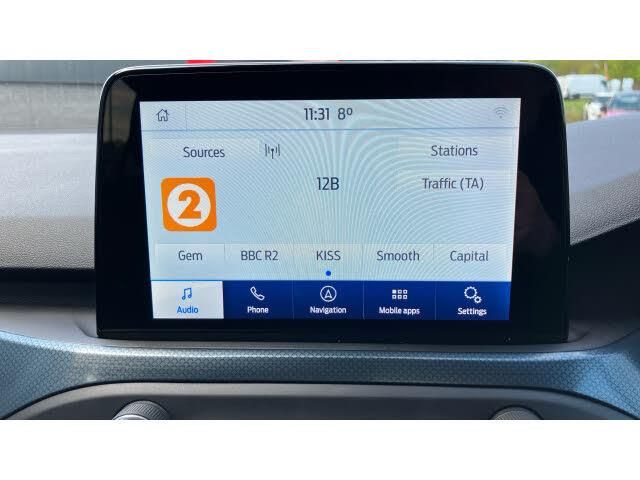 11:31 8°
Sources Stations
2 12B Traffic (TA)
Gem BBC R2 KISS Smooth Capital
Audio Phone Navigation Mobile apps Settings